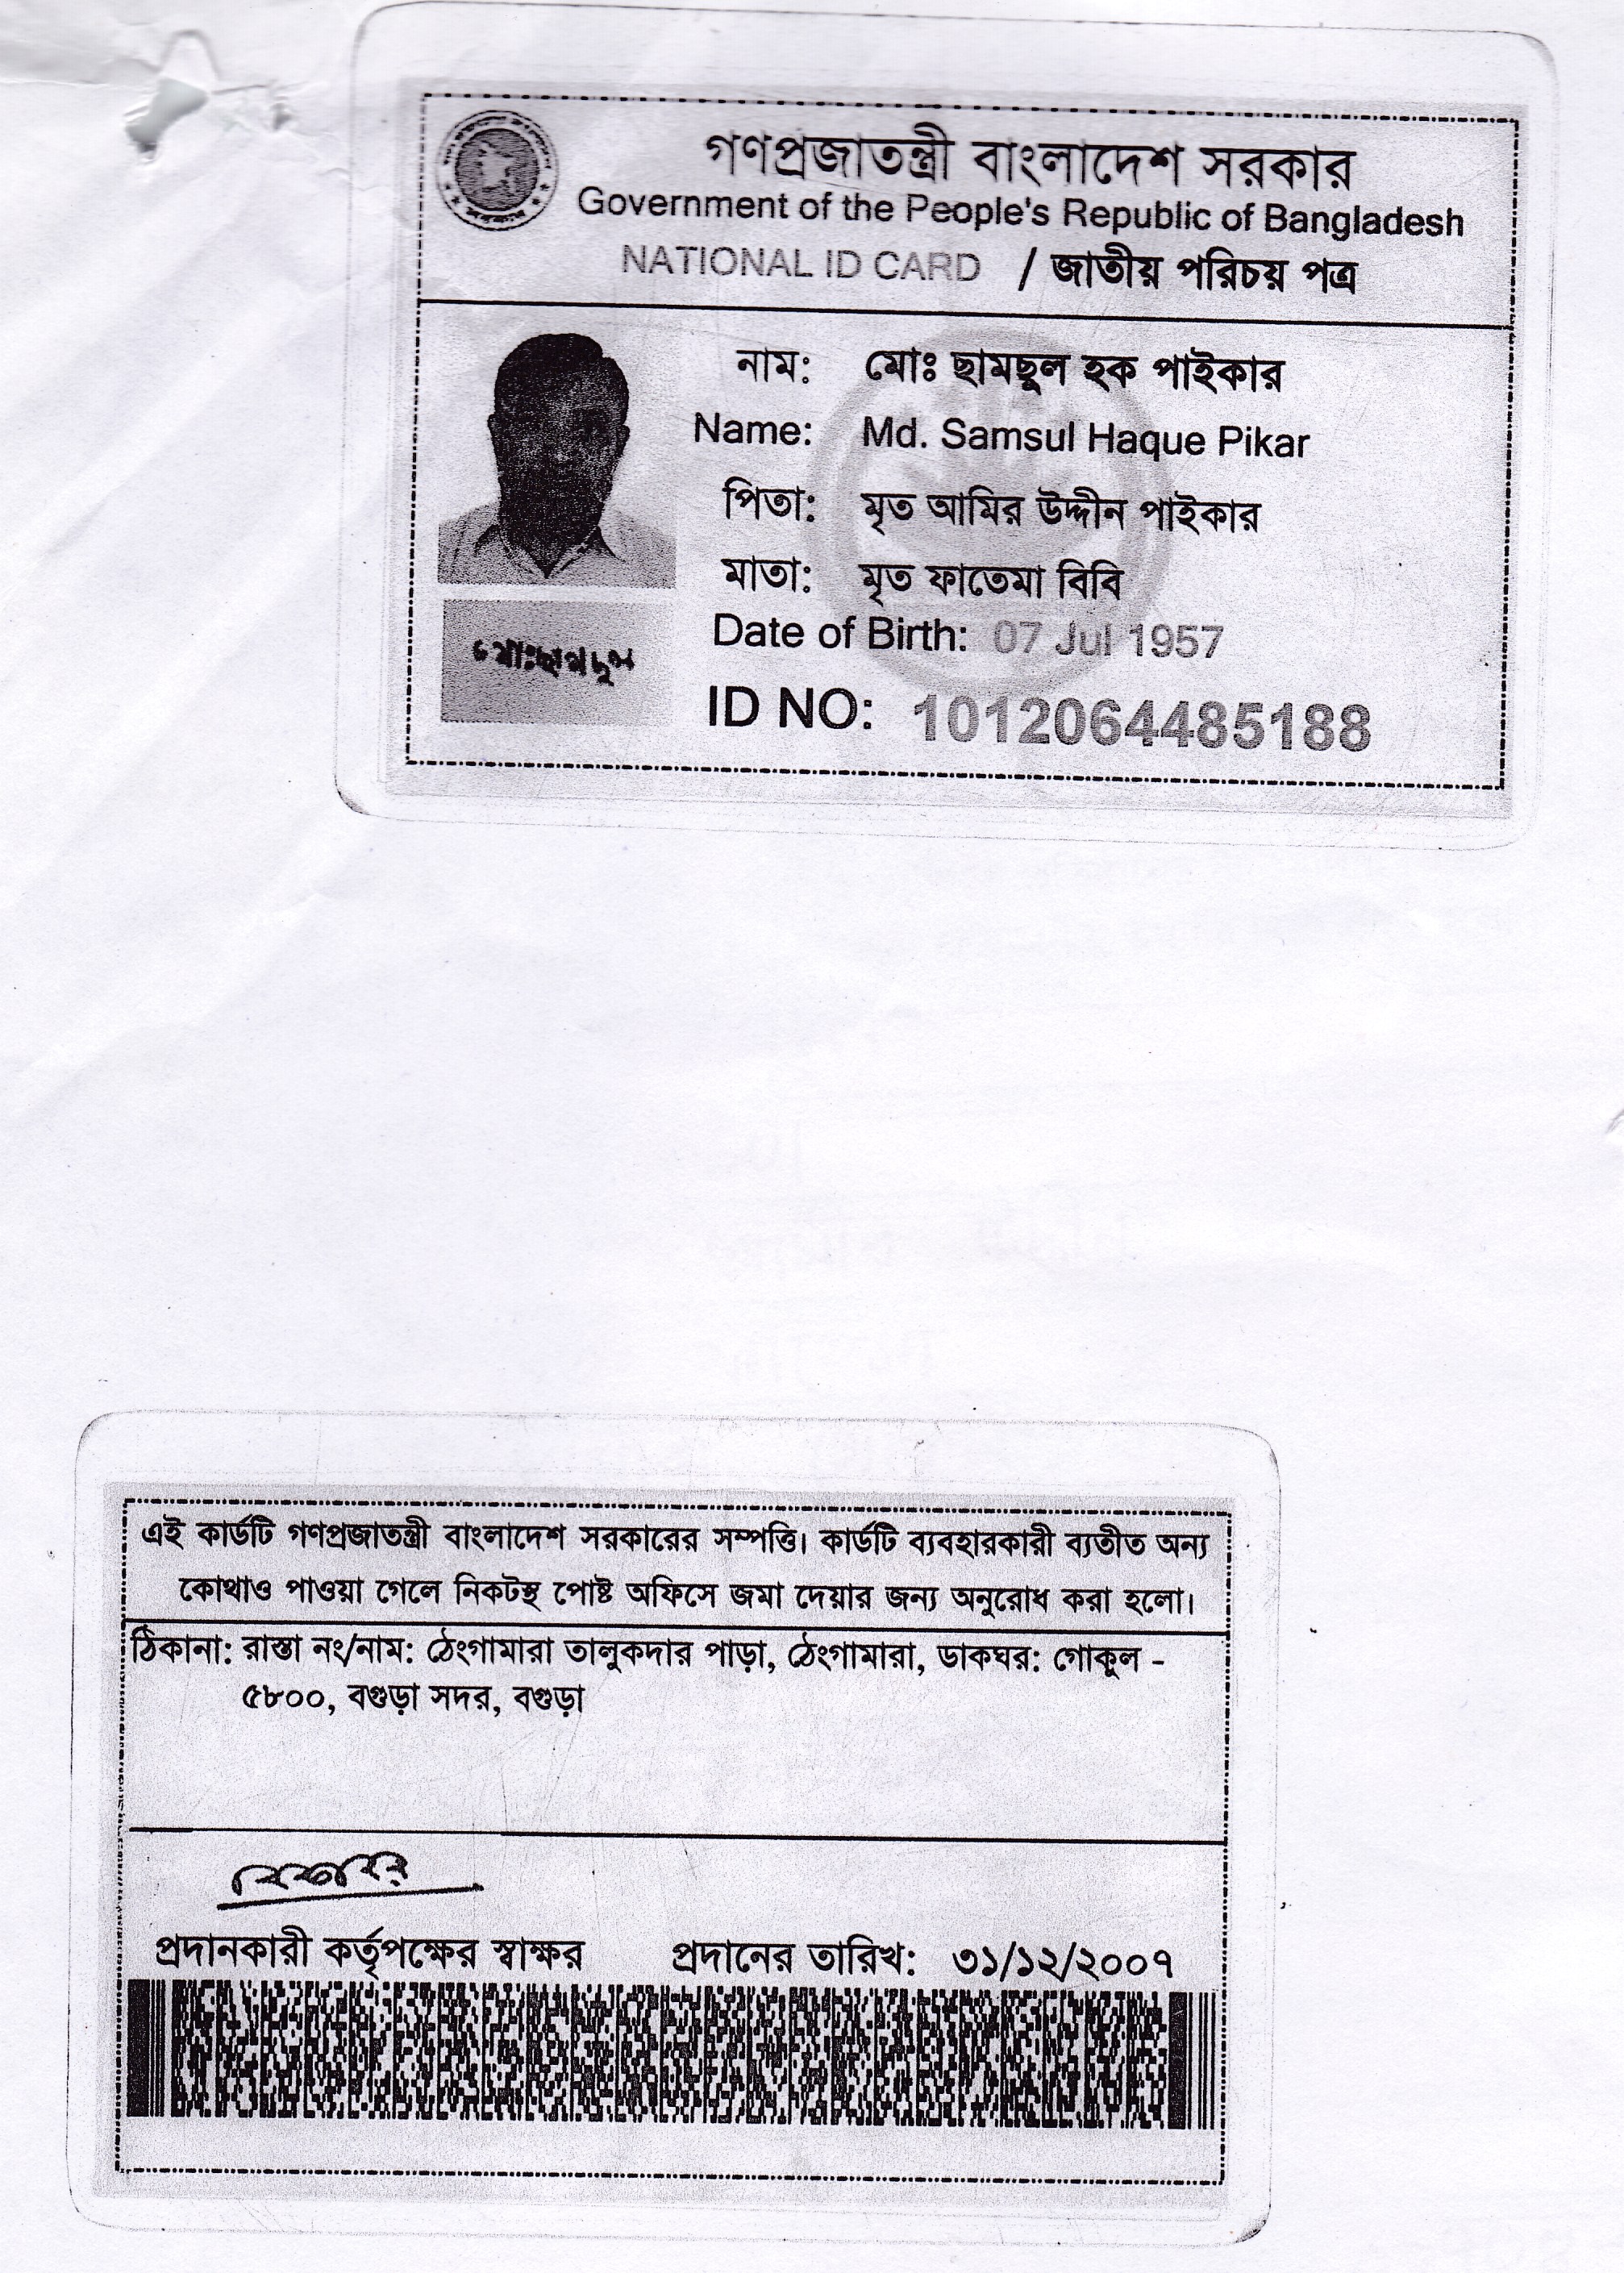 গণপ্রজাতন্ত্রী বাংলাদেশ সরকার
Government of the People's Republic of Bangladesh
NATIONAL ID CARD / জাতীয় পরিচয় পত্র
নাম: মোঃ ছামছুল হক পাইকার
Name: Md. Samsul Haque Pikar
পিতা: মৃত আমির উদ্দীন পাইকার
মাতা: মৃত ফাতেমা বিবি
Date of Birth: 07 Jul 1957
মোঃছামছুল
ID NO: 1012064485188
এই কার্ডটি গণপ্রজাতন্ত্রী বাংলাদেশ সরকারের সম্পত্তি। কার্ডটি ব্যবহারকারী ব্যতীত অন্য
কোথাও পাওয়া গেলে নিকটস্থ পোষ্ট অফিসে জমা দেয়ার জন্য অনুরোধ করা হলো।
ঠিকানা: রাস্তা নং/নাম: ঠেংগামারা তালুকদার পাড়া, ঠেংগামারা, ডাকঘর: গোকুল -
৫৮০০, বগুড়া সদর, বগুড়া
প্রদানকারী কর্তৃপক্ষের স্বাক্ষর প্রদানের তারিখ: ৩১/১২/২০০৭